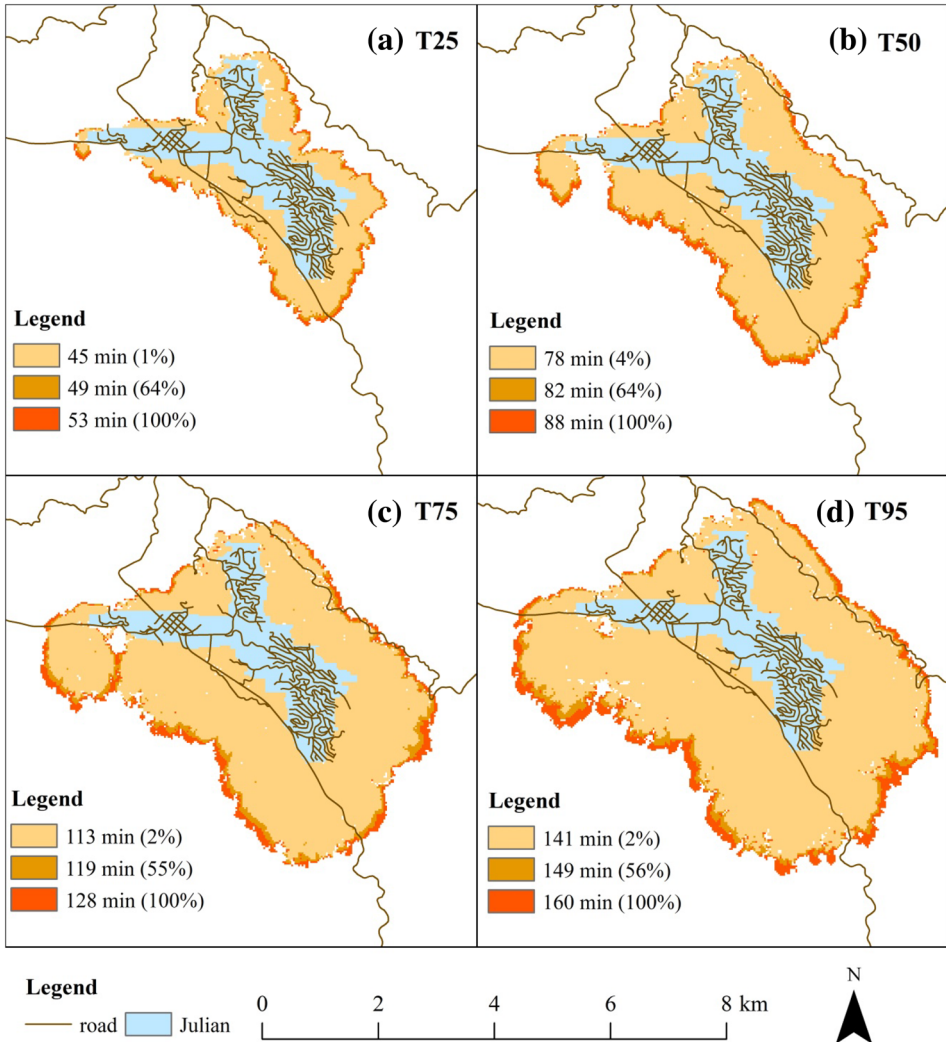 (a) T25
Legend
45 min (1%)
49 min (64%)
53 min (100%)
(b) T50
Legend
78 min (4%)
82 min (64%)
88 min (100%)
(c) T75
Legend
113 min (2%)
119 min (55%)
128 min (100%)
(d) T95
Legend
141 min (2%)
149 min (56%)
160 min (100%)
Legend
road Julian
0 2 4 6 8 km
N